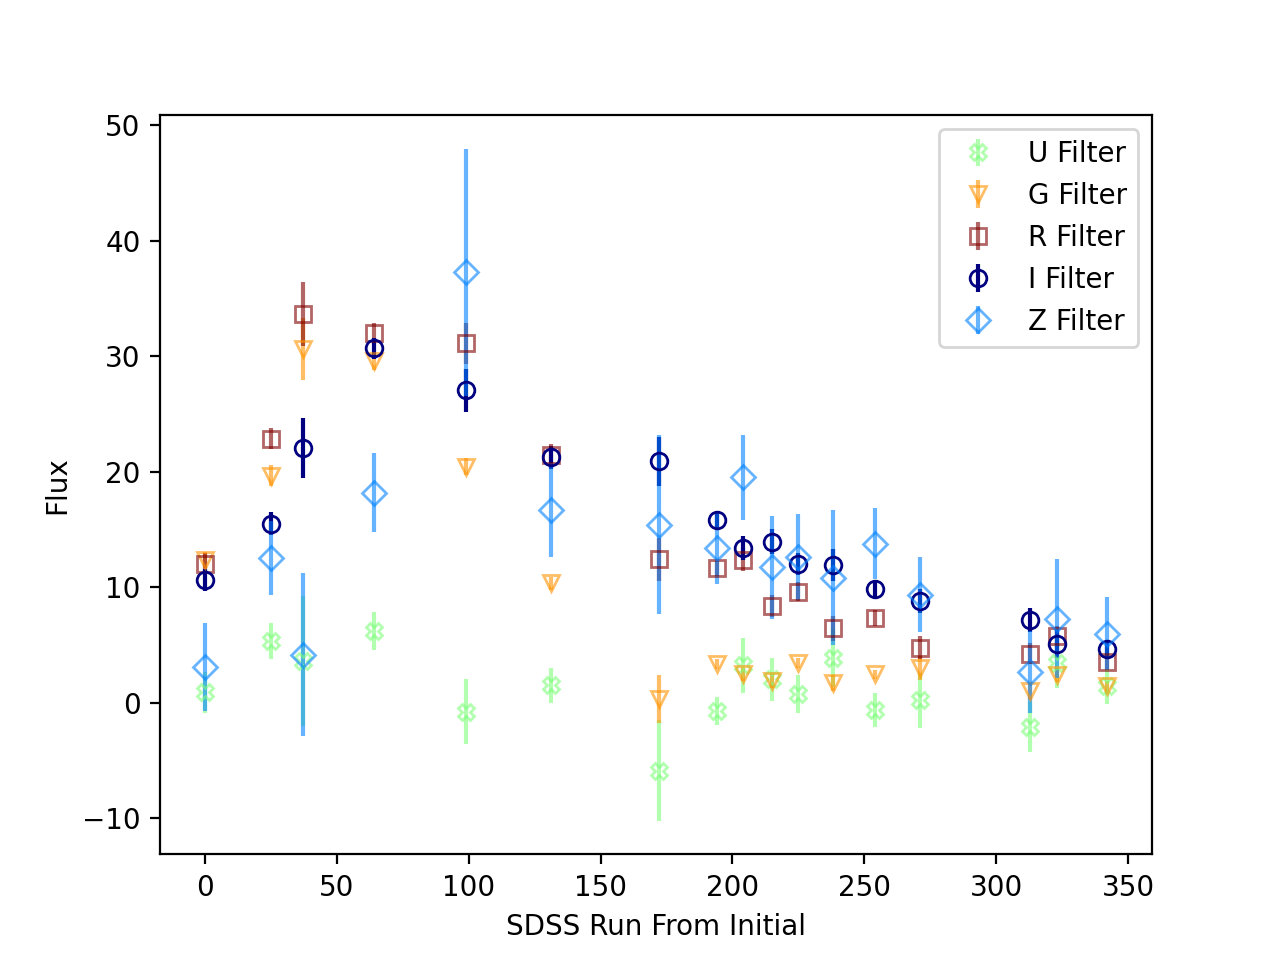 50
40
30
20
10
0
−10
0 50 100 150 200 250 300 350
Flux
SDSS Run From Initial
U Filter
G Filter
R Filter
I Filter
Z Filter